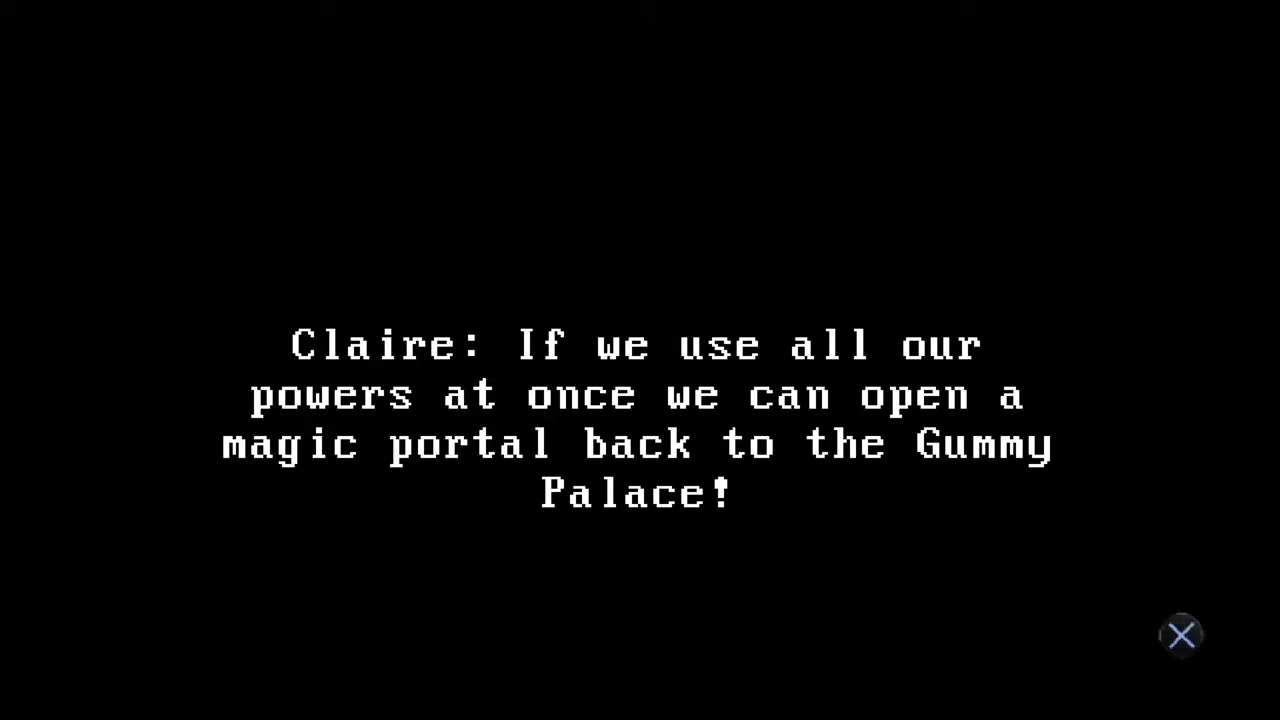 Claire: If we use all our
powers at once we can open a
magic portal back to the Gummy
Palace!